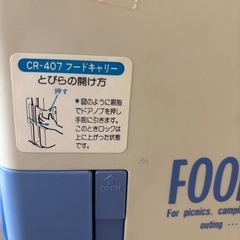 CR-407 フードキャリー
とびらの開け方
押す
●図のように親指
でドアノブを押し
手前に引きます。
このときロックは
上に上がった状態
です。
OPEN
FOO
For picnics, campi
outing ...